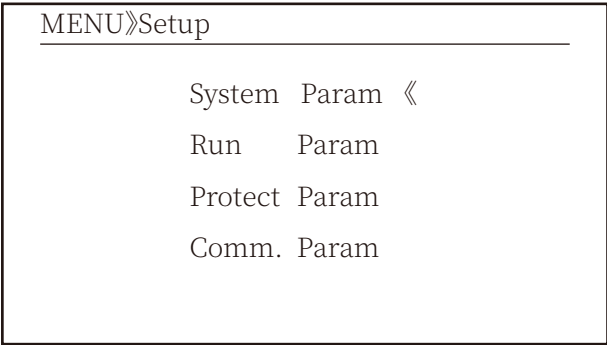 MENU》Setup
System Param 《
Run Param
Protect Param
Comm. Param